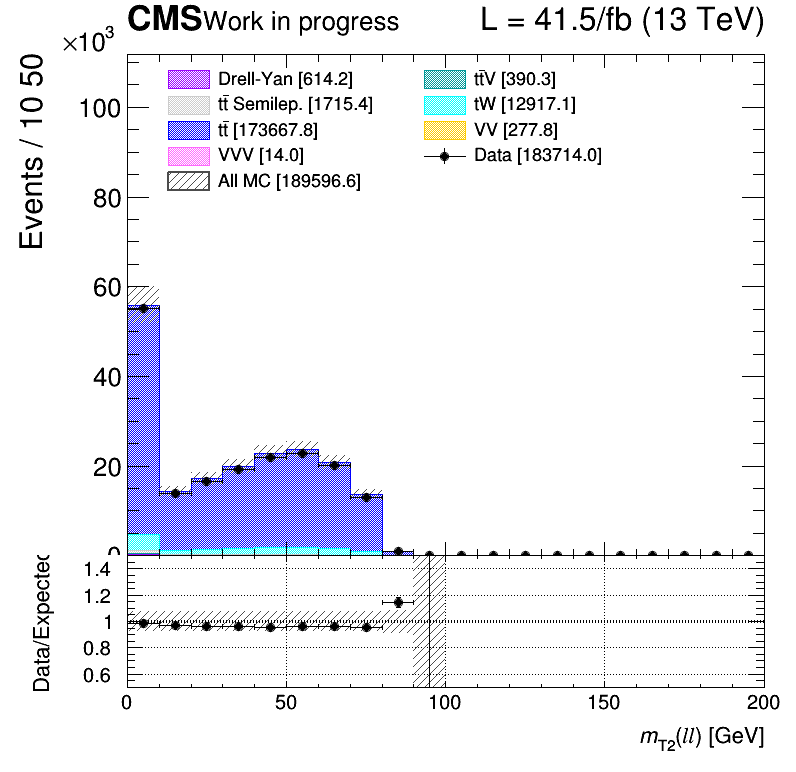 CMS Work in progress L = 41.5/fb (13 TeV)
×10³
Events / 10 50
Drell-Yan [614.2]
tt̄ Semilep. [1715.4]
tt̄ [173667.8]
VVV [14.0]
All MC [189596.6]
tt̄V [390.3]
tW [12917.1]
VV [277.8]
Data [183714.0]
100
80
60
40
20
0
Data/Expected
1.4
1.2
1
0.8
0.6
0 50 100 150 200
m_T2(ll) [GeV]